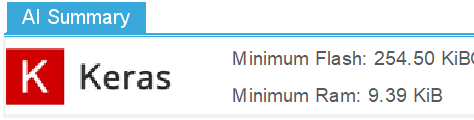 AI Summary
K Keras
Minimum Flash: 254.50 KiB
Minimum Ram: 9.39 KiB